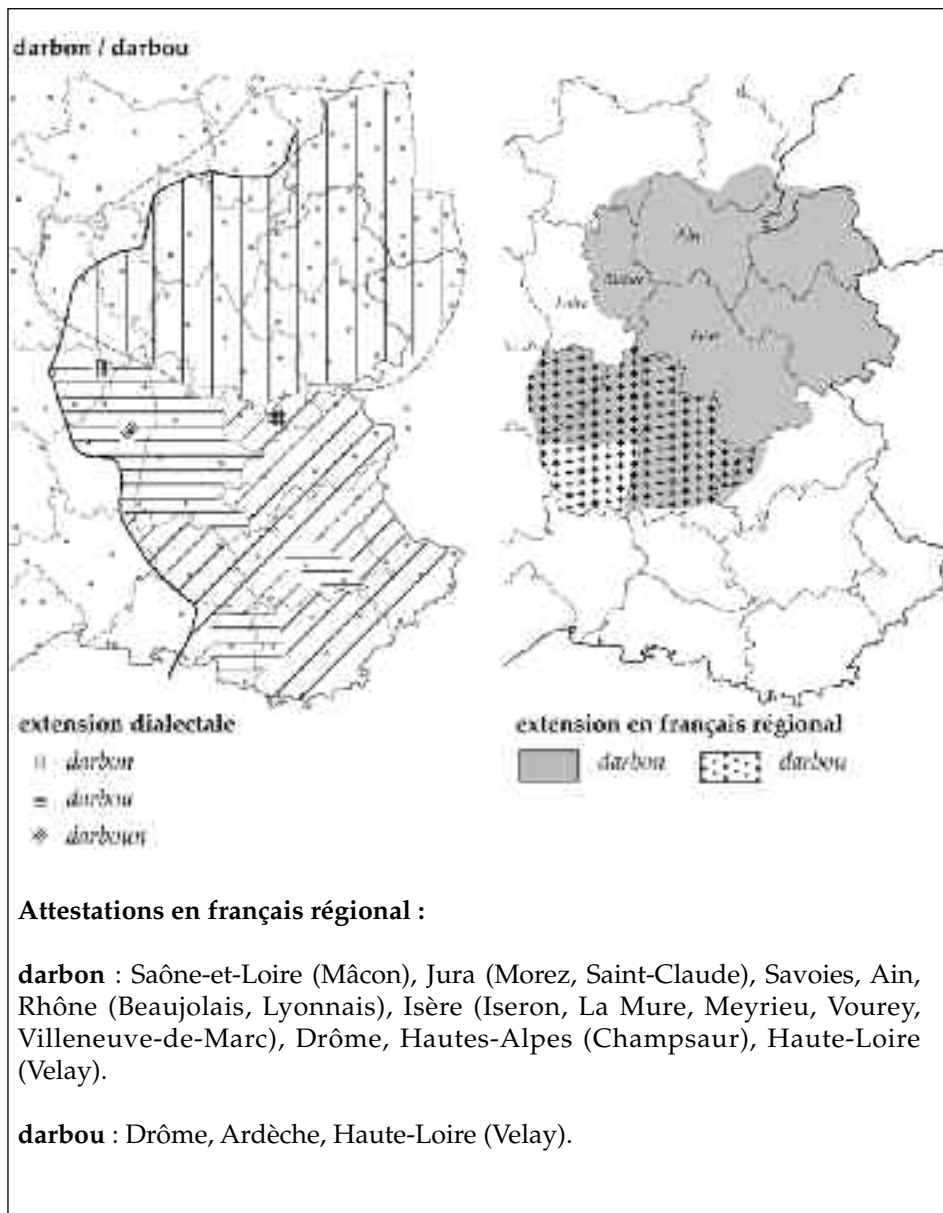 darbon / darbou
Ain
Rhône
Loire
Isère
extension dialectale
darbon
darbou
darboun
extension en français régional
darbon
darbou
Attestations en français régional :
darbon : Saône-et-Loire (Mâcon), Jura (Morez, Saint-Claude), Savoies, Ain,
Rhône (Beaujolais, Lyonnais), Isère (Iseron, La Mure, Meyrieu, Vourey,
Villeneuve-de-Marc), Drôme, Hautes-Alpes (Champsaur), Haute-Loire
(Velay).
darbou : Drôme, Ardèche, Haute-Loire (Velay).